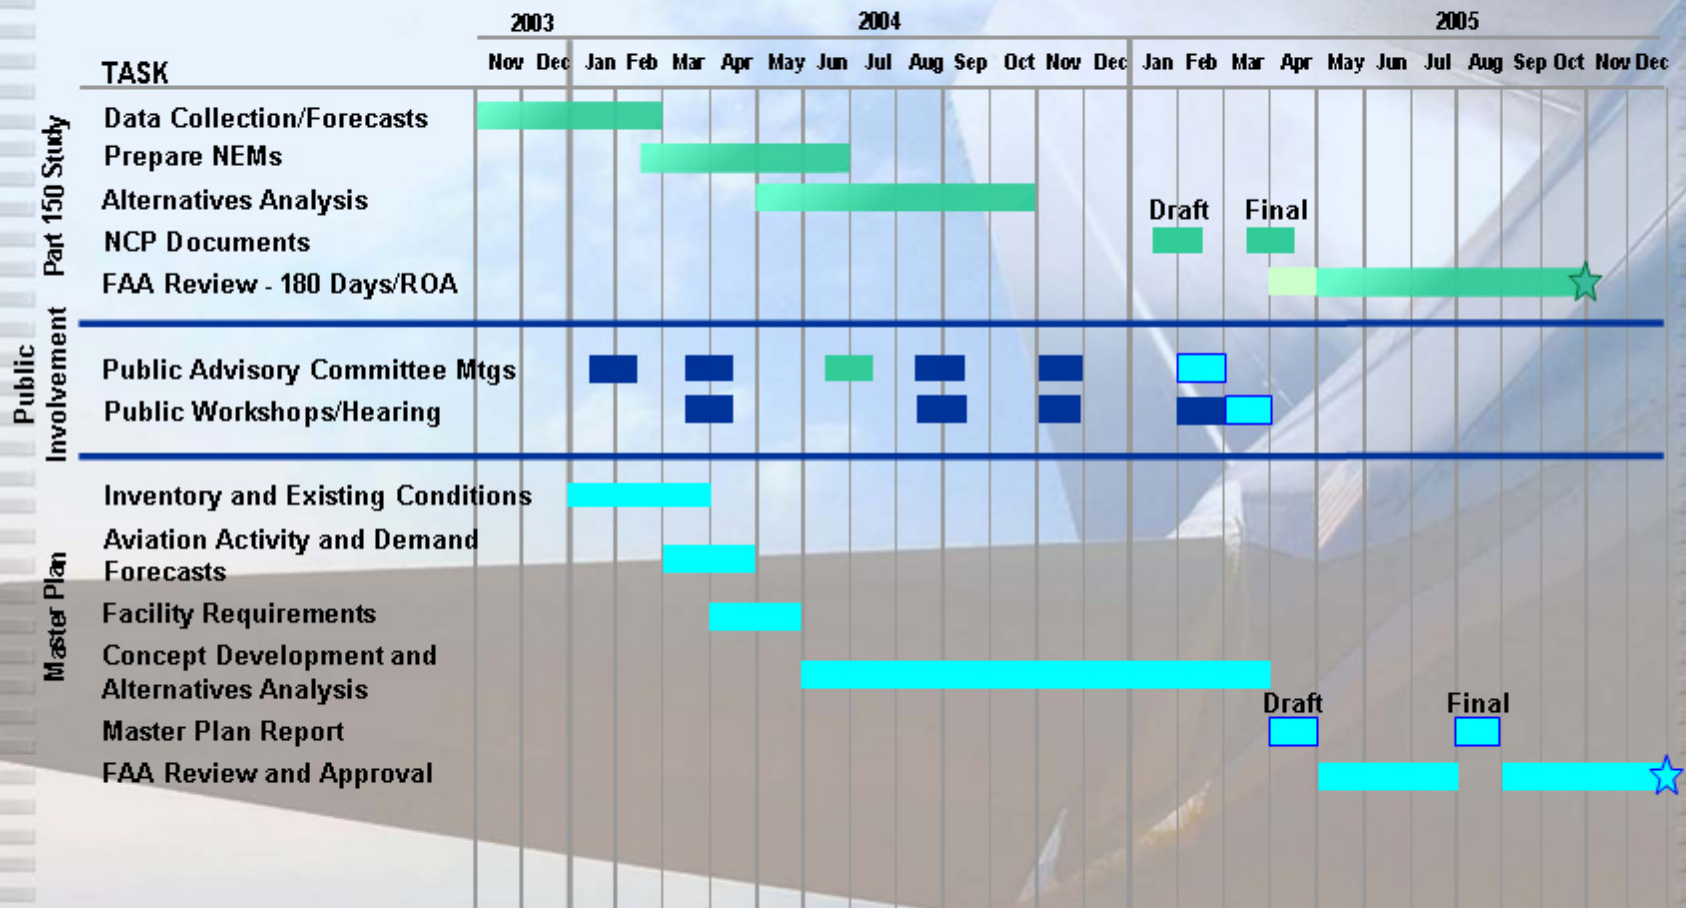 2003 2004 2005
TASK Nov Dec Jan Feb Mar Apr May Jun Jul Aug Sep Oct Nov Dec Jan Feb Mar Apr May Jun Jul Aug Sep Oct Nov Dec
Part 150 Study
Data Collection/Forecasts
Prepare NEMs
Alternatives Analysis
Draft Final
NCP Documents
FAA Review - 180 Days/ROA
Public
Involvement
Public Advisory Committee Mtgs
Public Workshops/Hearing
Master Plan
Inventory and Existing Conditions
Aviation Activity and Demand
Forecasts
Facility Requirements
Concept Development and
Alternatives Analysis
Draft Final
Master Plan Report
FAA Review and Approval